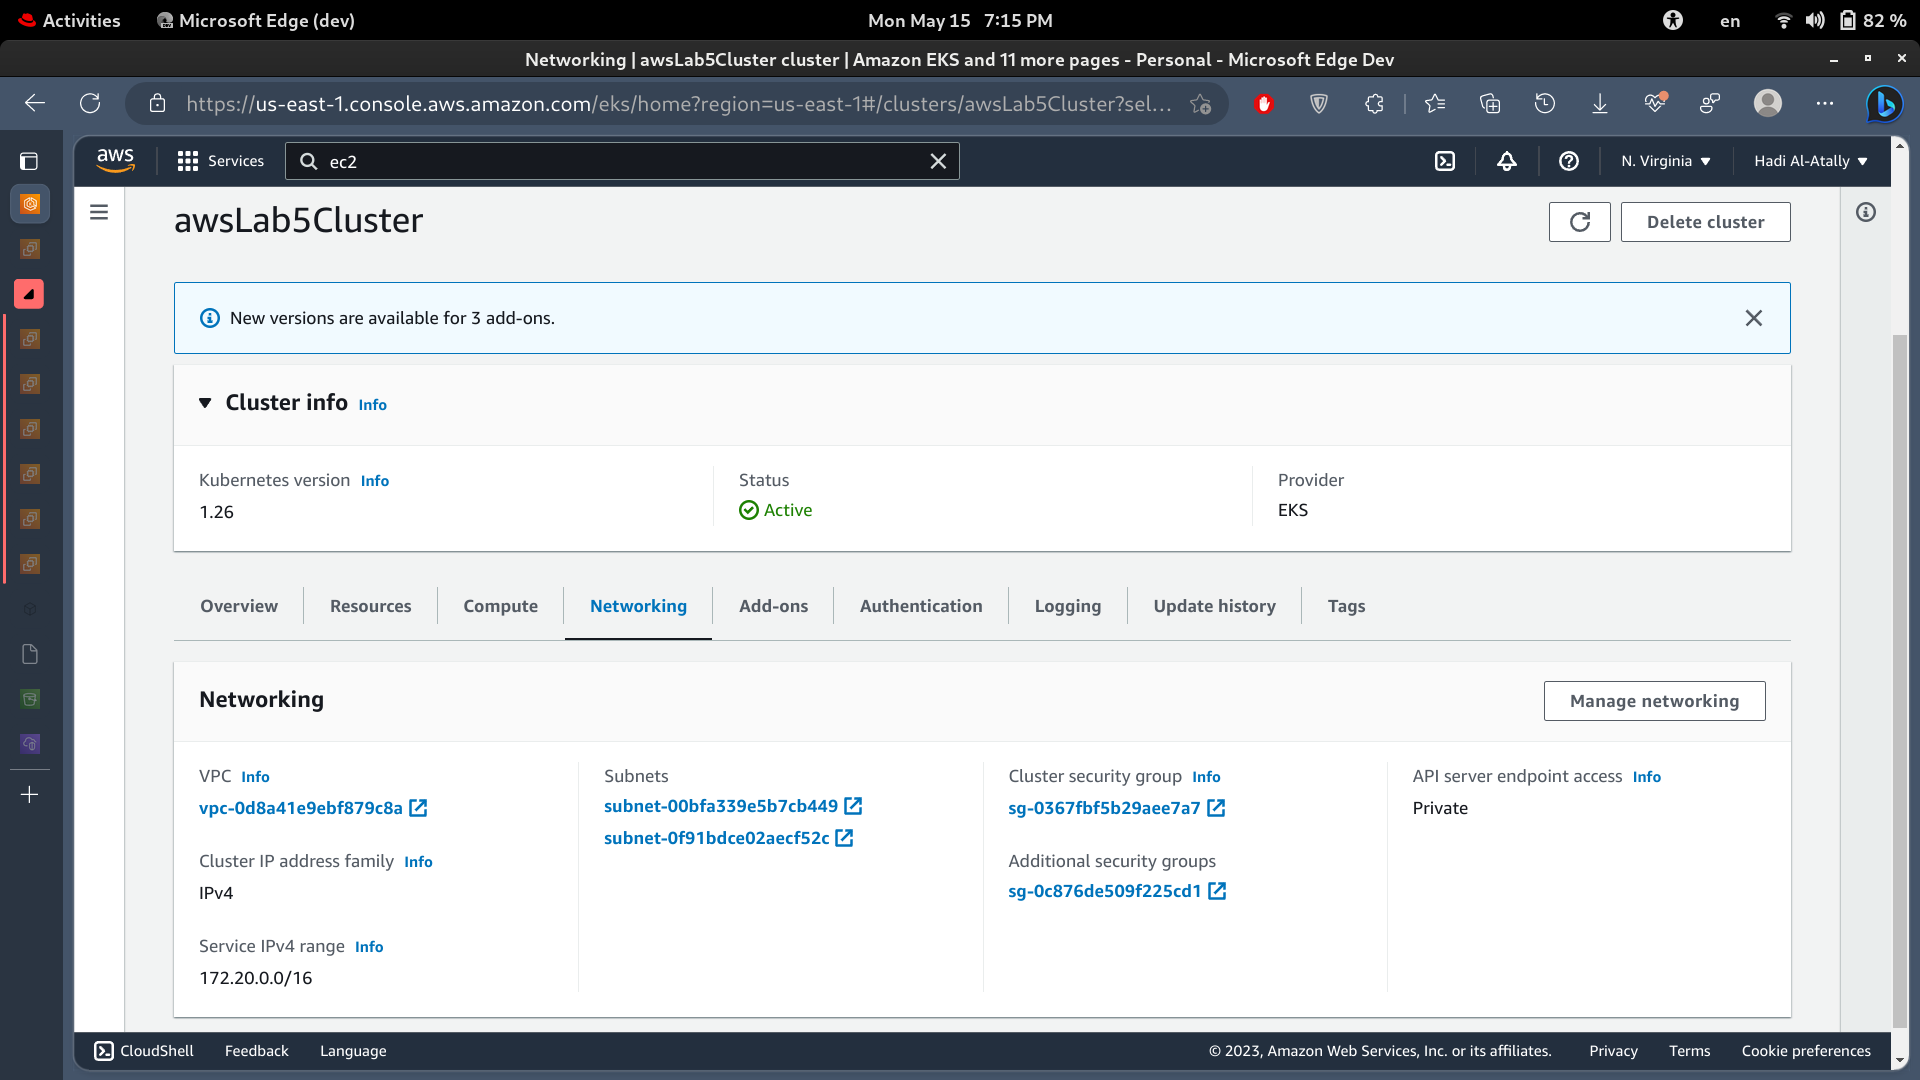 Activities
Microsoft Edge (dev)
Mon May 15 7:15 PM
en
82 %
Networking | awsLab5Cluster cluster | Amazon EKS and 11 more pages - Personal - Microsoft Edge Dev
https://us-east-1.console.aws.amazon.com/eks/home?region=us-east-1#/clusters/awsLab5Cluster?sel...
aws
Services
ec2
N. Virginia
Hadi Al-Atally
awsLab5Cluster
Delete cluster
New versions are available for 3 add-ons.
Cluster info Info
Kubernetes version Info
1.26
Status
Active
Provider
EKS
Overview
Resources
Compute
Networking
Add-ons
Authentication
Logging
Update history
Tags
Networking
Manage networking
VPC Info
vpc-0d8a41e9ebf879c8a
Cluster IP address family Info
IPv4
Service IPv4 range Info
172.20.0.0/16
Subnets
subnet-00bfa339e5b7cb449
subnet-0f91bdce02aecf52c
Cluster security group Info
sg-0367fbf5b29aee7a7
Additional security groups
sg-0c876de509f225cd1
API server endpoint access Info
Private
CloudShell
Feedback
Language
© 2023, Amazon Web Services, Inc. or its affiliates.
Privacy
Terms
Cookie preferences